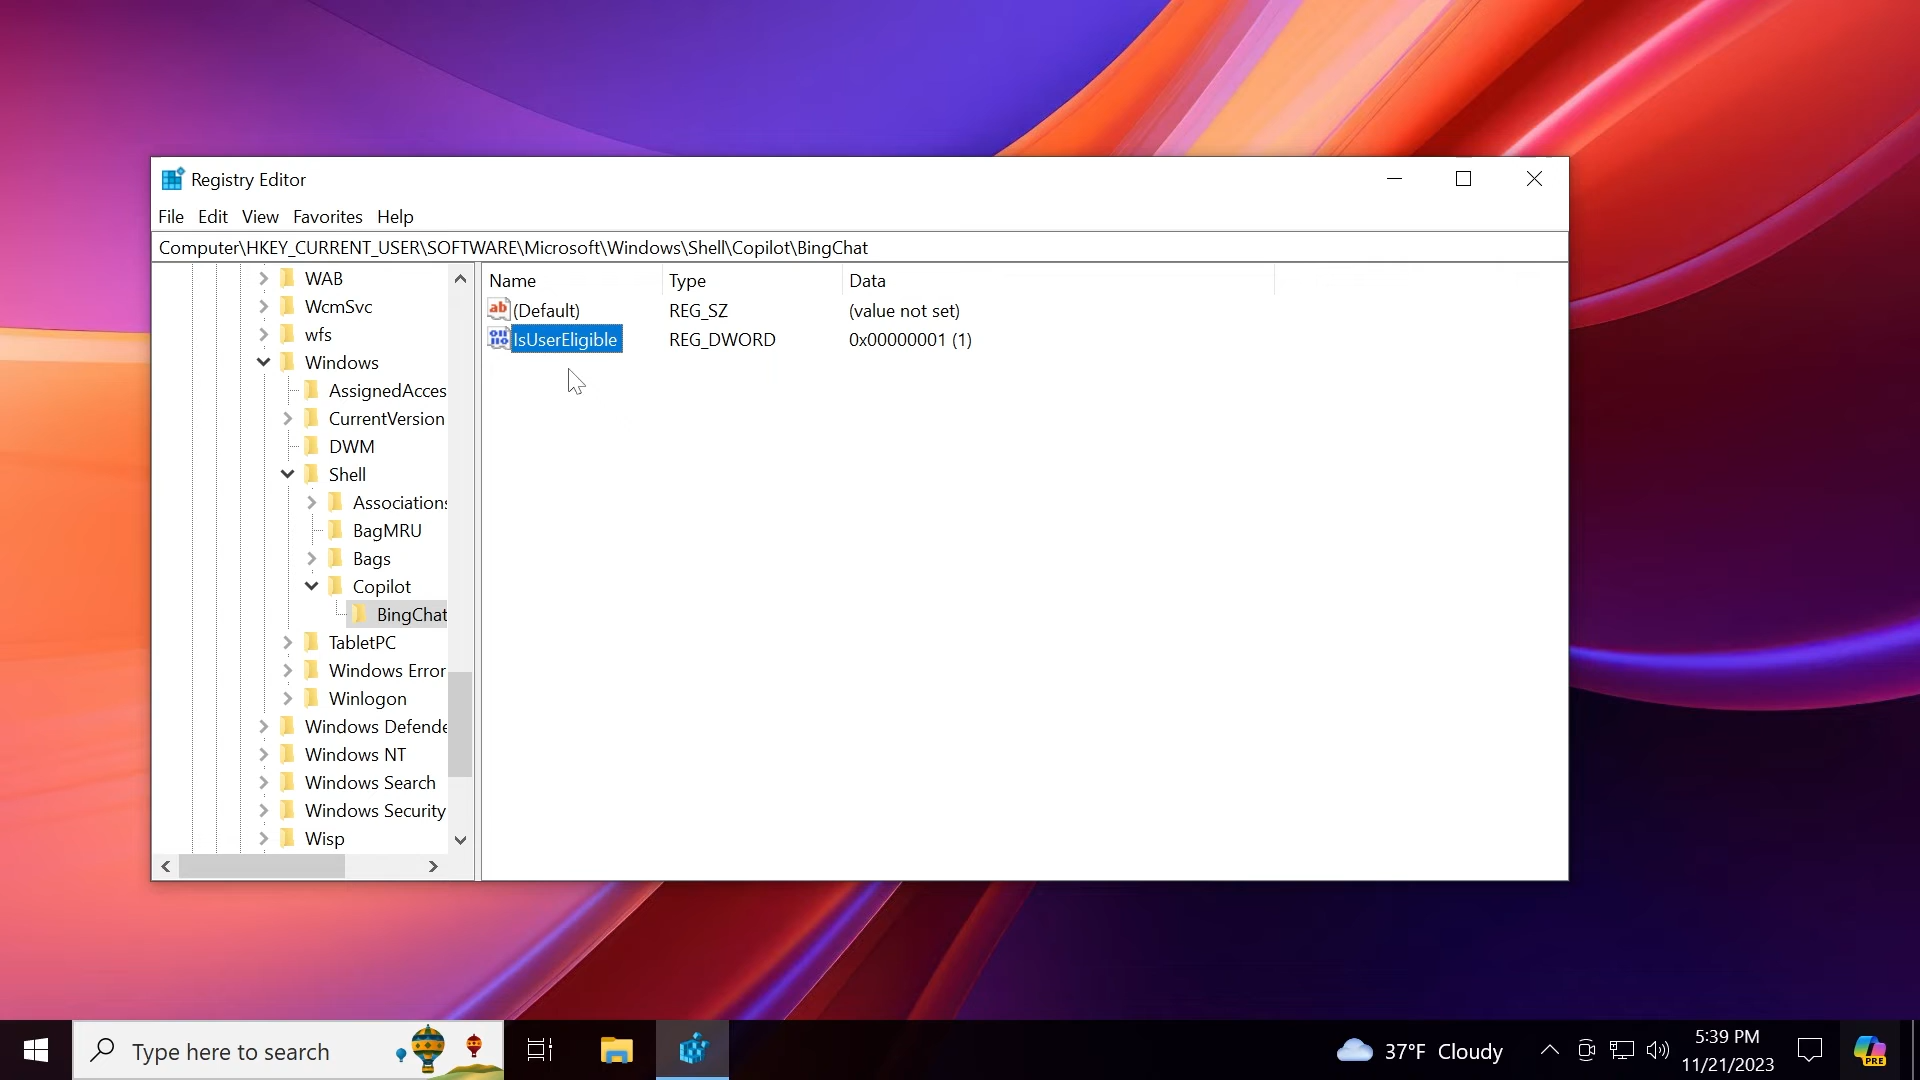 Registry Editor
File Edit View Favorites Help
Computer\HKEY_CURRENT_USER\SOFTWARE\Microsoft\Windows\Shell\Copilot\BingChat
WAB
WcmSvc
wfs
Windows
AssignedAcces
CurrentVersion
DWM
Shell
Associations
BagMRU
Bags
Copilot
BingChat
TabletPC
Windows Error
Winlogon
Windows Defende
Windows NT
Windows Search
Windows Security
Wisp
Name Type Data
ab (Default) REG_SZ (value not set)
IsUserEligible REG_DWORD 0x00000001 (1)
Type here to search
37°F Cloudy
5:39 PM
11/21/2023
PRE